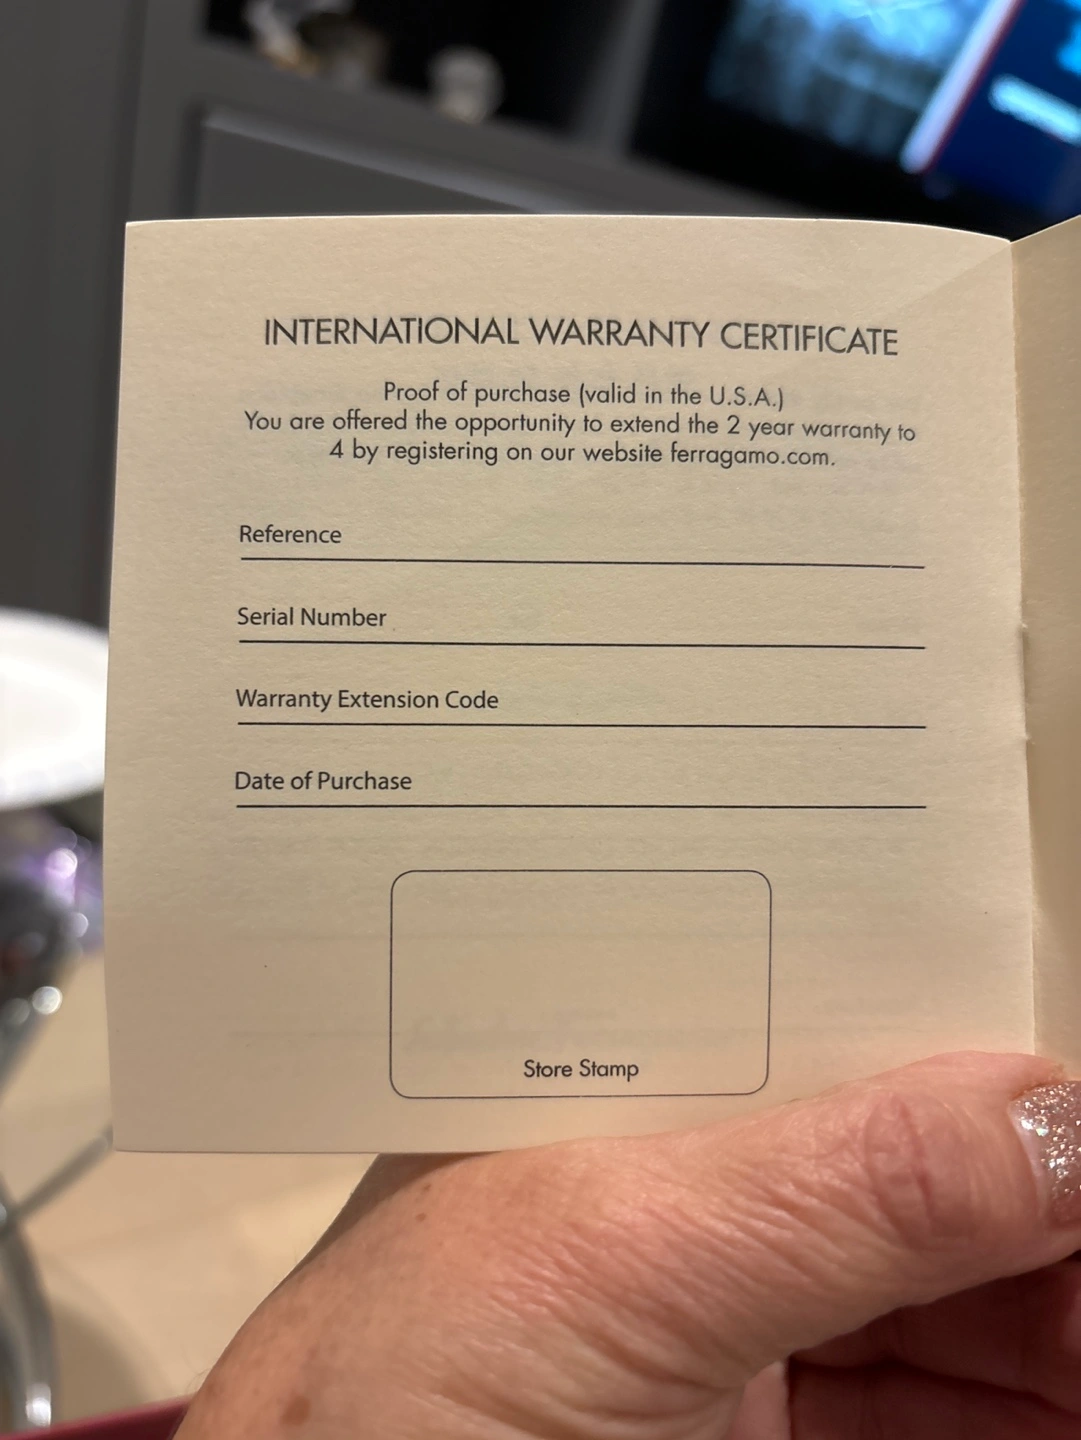 INTERNATIONAL WARRANTY CERTIFICATE
Proof of purchase (valid in the U.S.A.)
You are offered the opportunity to extend the 2 year warranty to
4 by registering on our website ferragamo.com.
Reference
Serial Number
Warranty Extension Code
Date of Purchase
Store Stamp